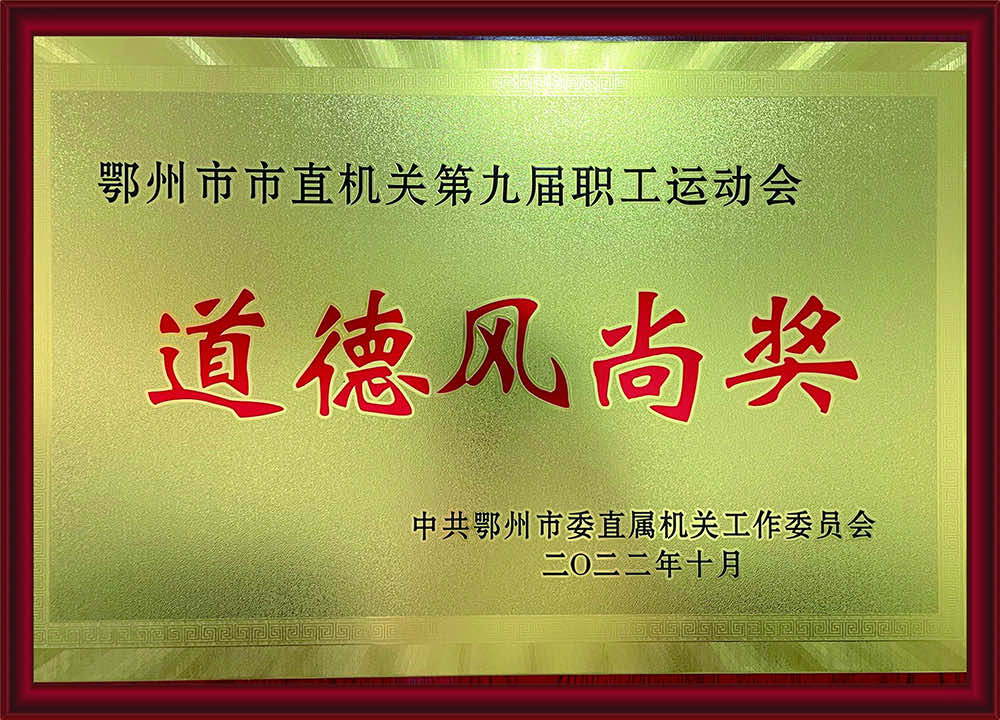 鄂州市市直机关第九届职工运动会
道德风尚奖
中共鄂州市委直属机关工作委员会
二〇二二年十月